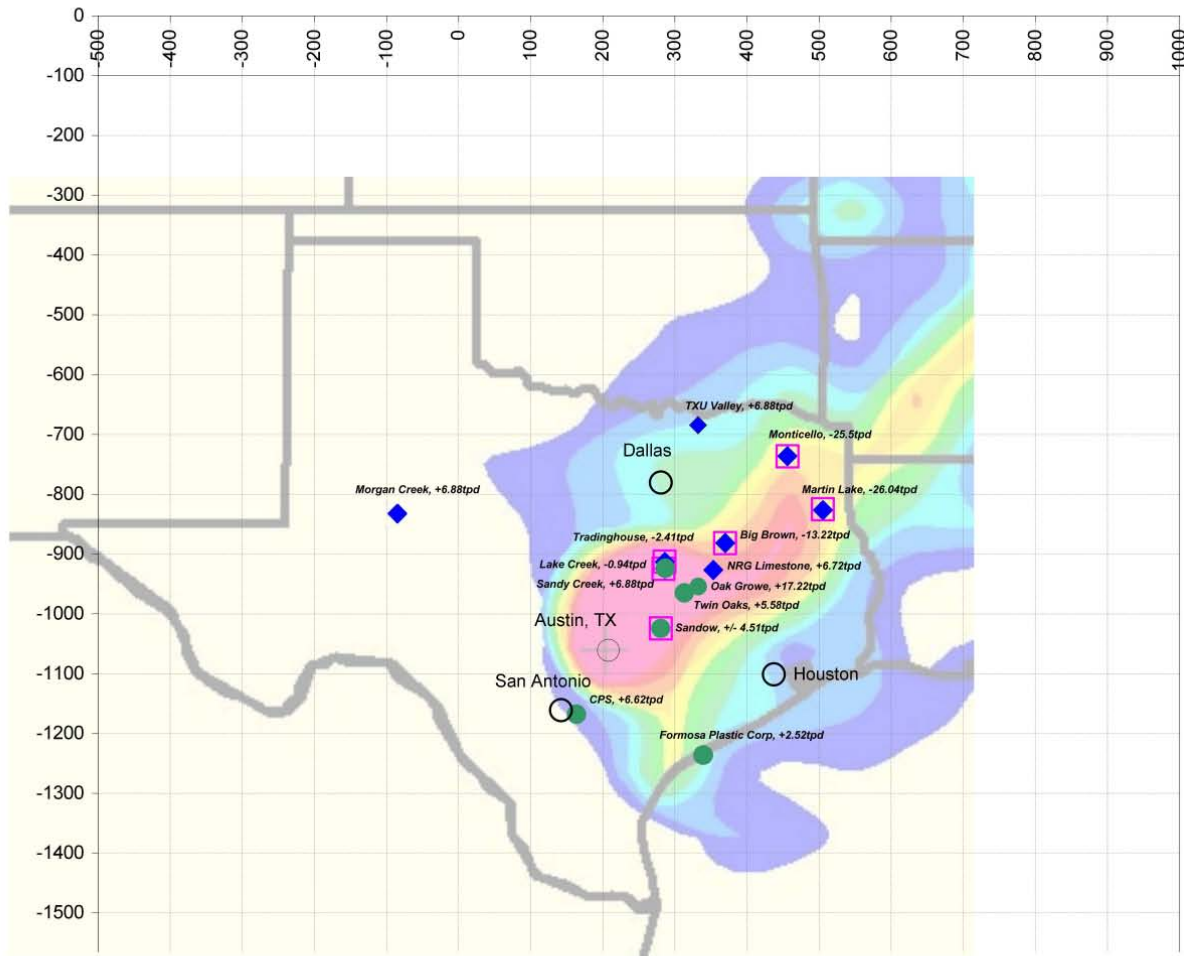 0
-500
-400
-300
-200
-100
0
100
200
300
400
500
600
700
800
900
1000
-100
-200
-300
-400
-500
-600
-700
-800
-900
-1000
-1100
-1200
-1300
-1400
-1500
TXU Valley, +6.88tpd
Monticello, -25.5tpd
Dallas
Morgan Creek, +6.88tpd
Martin Lake, -26.04tpd
Tradinghouse, -2.41tpd
Big Brown, -13.22tpd
Lake Creek, -0.94tpd
NRG Limestone, +6.72tpd
Sandy Creek, +6.88tpd
Oak Growe, +17.22tpd
Twin Oaks, +5.58tpd
Austin, TX
Sandow, +/- 4.51tpd
San Antonio
Houston
CPS, +6.62tpd
Formosa Plastic Corp, +2.52tpd